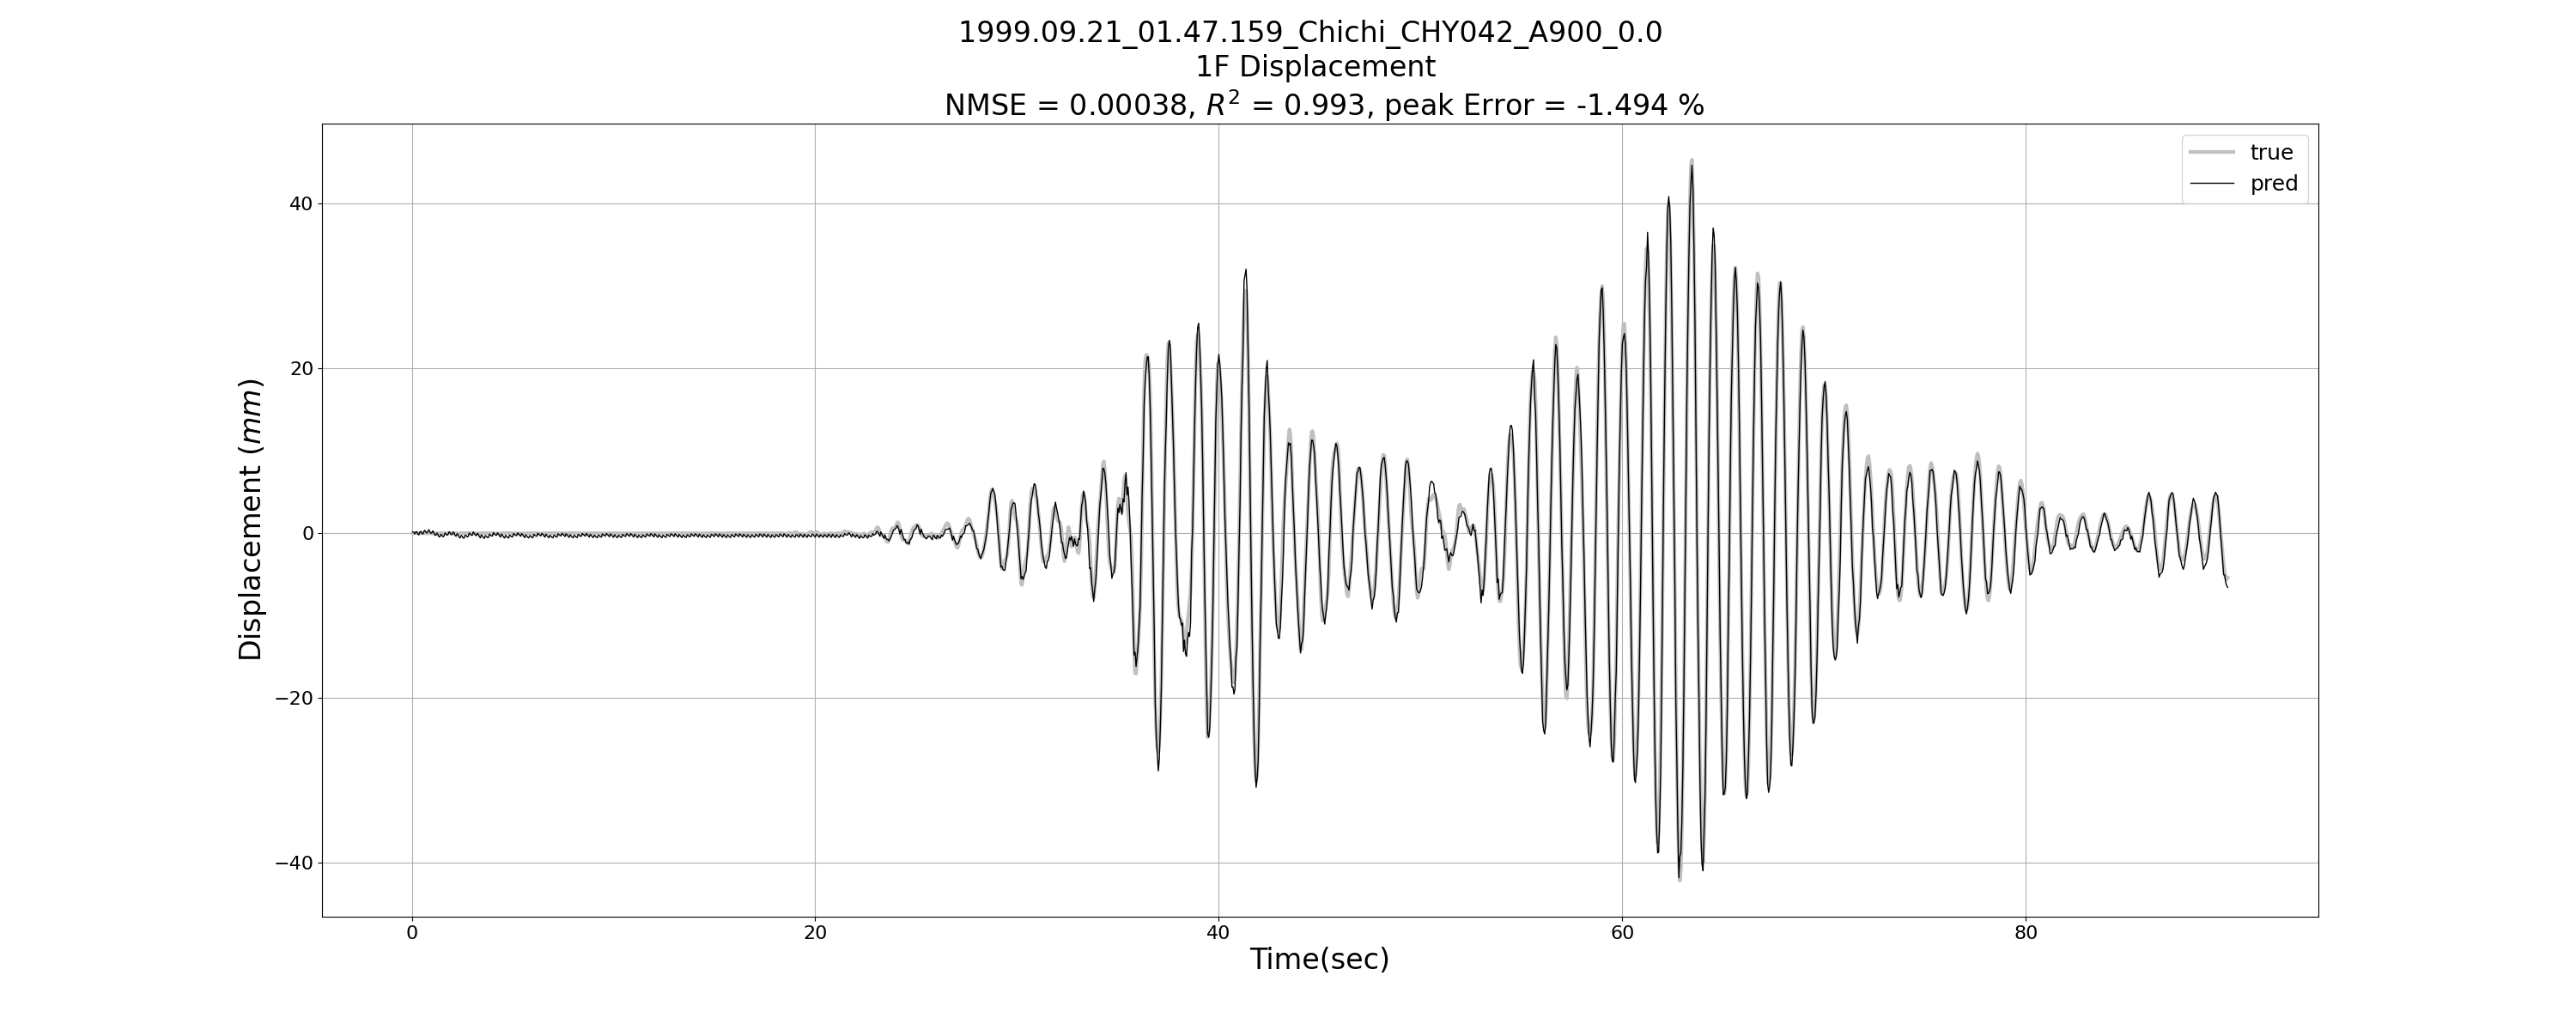 1999.09.21_01.47.159_Chichi_CHY042_A900_0.0
1F Displacement
NMSE = 0.00038, R² = 0.993, peak Error = -1.494 %
true
pred
Displacement (mm)
40
20
0
−20
−40
0
20
40
60
80
Time(sec)